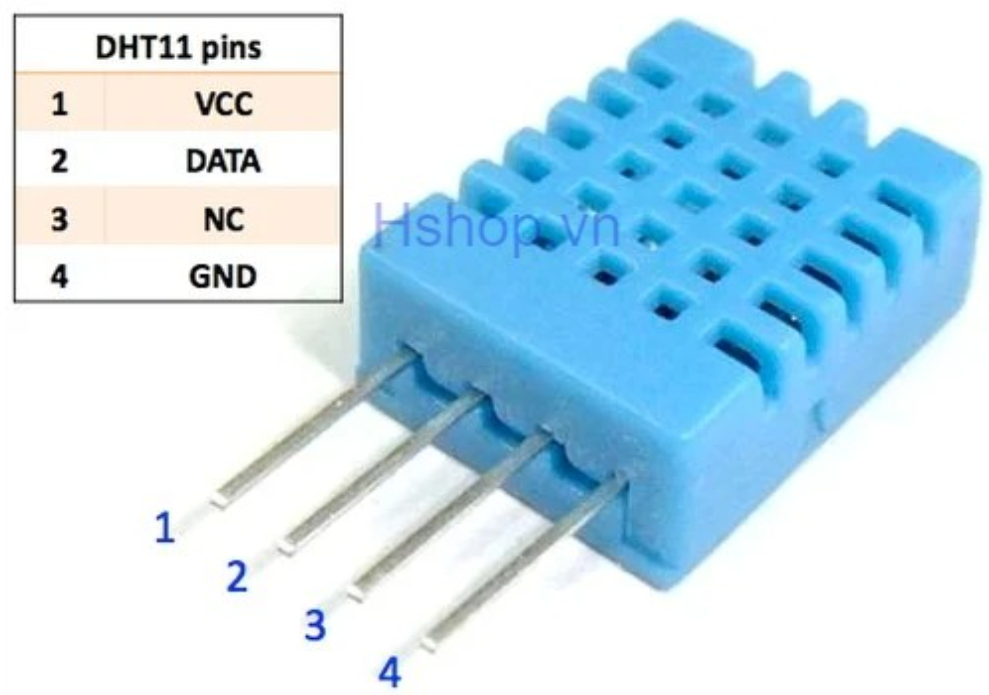 DHT11 pins
1 VCC
2 DATA
3 NC
4 GND
Hshop.vn
1
2
3
4